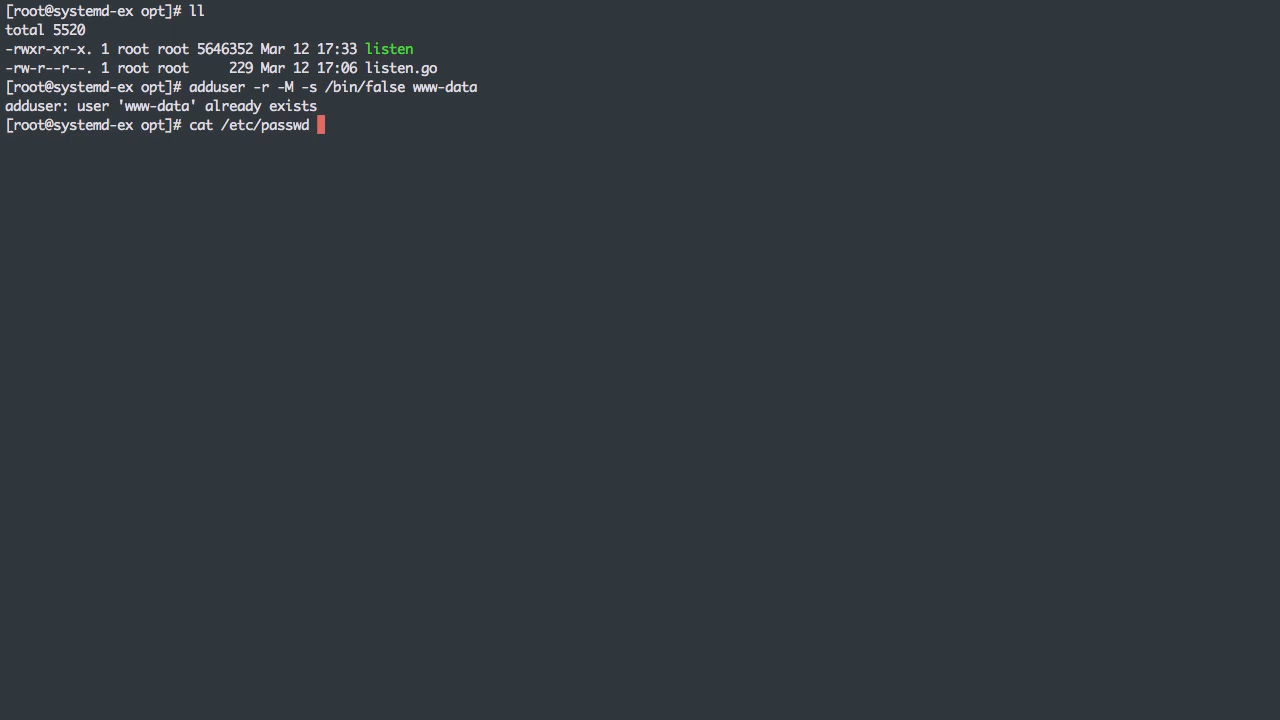 [root@systemd-ex opt]# ll
total 5520
-rwxr-xr-x. 1 root root 5646352 Mar 12 17:33 listen
-rw-r--r--. 1 root root     229 Mar 12 17:06 listen.go
[root@systemd-ex opt]# adduser -r -M -s /bin/false www-data
adduser: user 'www-data' already exists
[root@systemd-ex opt]# cat /etc/passwd